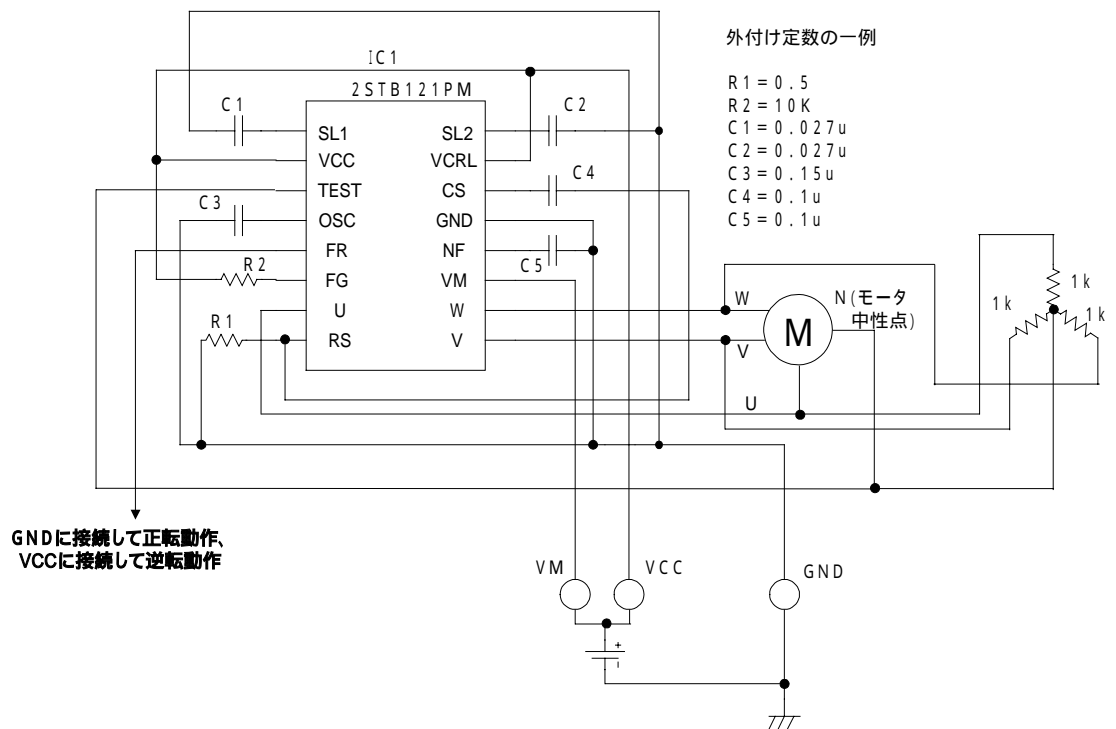 外付け定数の一例
R1=0.5
R2=10K
C1=0.027u
C2=0.027u
C3=0.15u
C4=0.1u
C5=0.1u
IC1
2STB121PM
C1
C2
SL1
SL2
VCC
VCRL
TEST
CS
C4
C3
OSC
GND
FR
NF
R2
C5
FG
VM
U
W
R1
RS
V
W
V
U
M
N(モータ
中性点)
1k
1k
1k
GNDに接続して正転動作、
VCCに接続して逆転動作
VM
VCC
GND
+
-